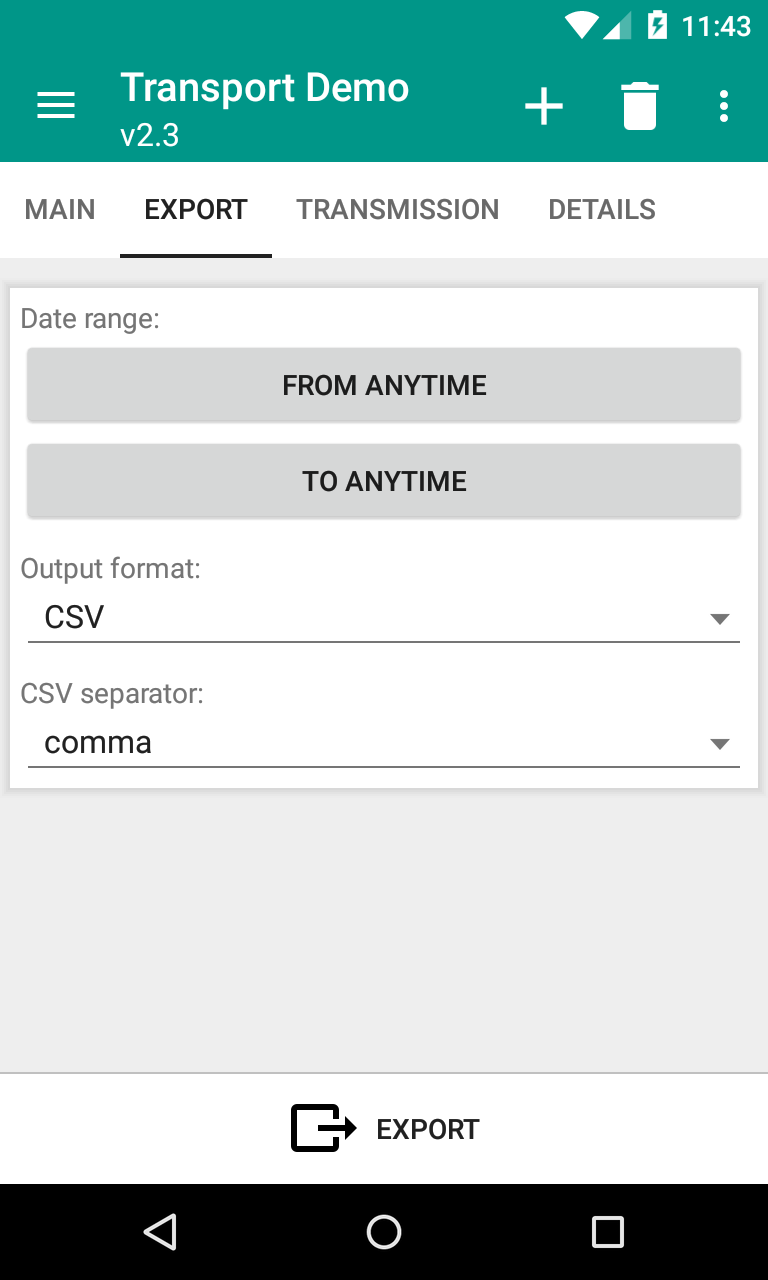 11:43
Transport Demo
v2.3
MAIN EXPORT TRANSMISSION DETAILS
Date range:
FROM ANYTIME
TO ANYTIME
Output format:
CSV
CSV separator:
comma
EXPORT